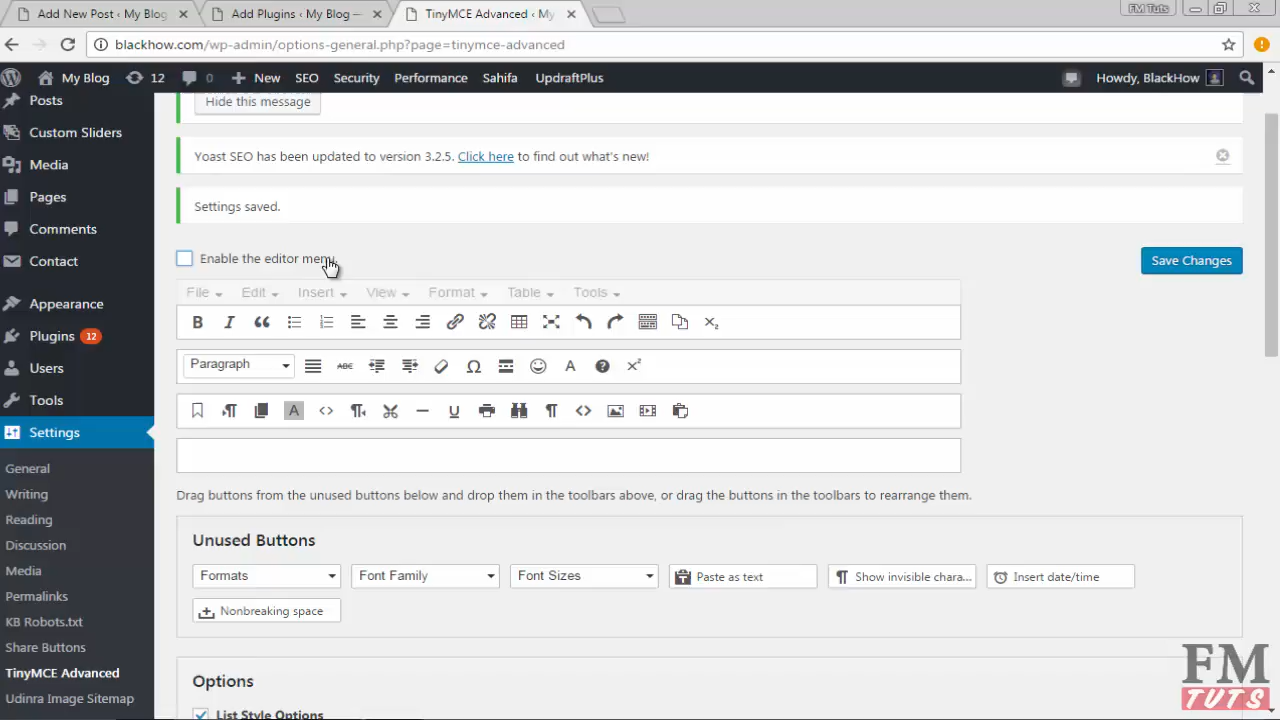 Add New Post ‹ My Blog
Add Plugins ‹ My Blog —
TinyMCE Advanced ‹ My
FM Tuts
blackhow.com/wp-admin/options-general.php?page=tinymce-advanced
My Blog
12
0
New
SEO
Security
Performance
Sahifa
UpdraftPlus
Howdy, BlackHow
Posts
Custom Sliders
Media
Pages
Comments
Contact
Appearance
Plugins 12
Users
Tools
Settings
General
Writing
Reading
Discussion
Media
Permalinks
KB Robots.txt
Share Buttons
TinyMCE Advanced
Udinra Image Sitemap
Hide this message
Yoast SEO has been updated to version 3.2.5. Click here to find out what's new!
Settings saved.
Enable the editor menu.
Save Changes
File
Edit
Insert
View
Format
Table
Tools
Paragraph
ABC
Drag buttons from the unused buttons below and drop them in the toolbars above, or drag the buttons in the toolbars to rearrange them.
Unused Buttons
Formats
Font Family
Font Sizes
Paste as text
Show invisible chara...
Insert date/time
Nonbreaking space
Options
List Style Options
FM
TUTS